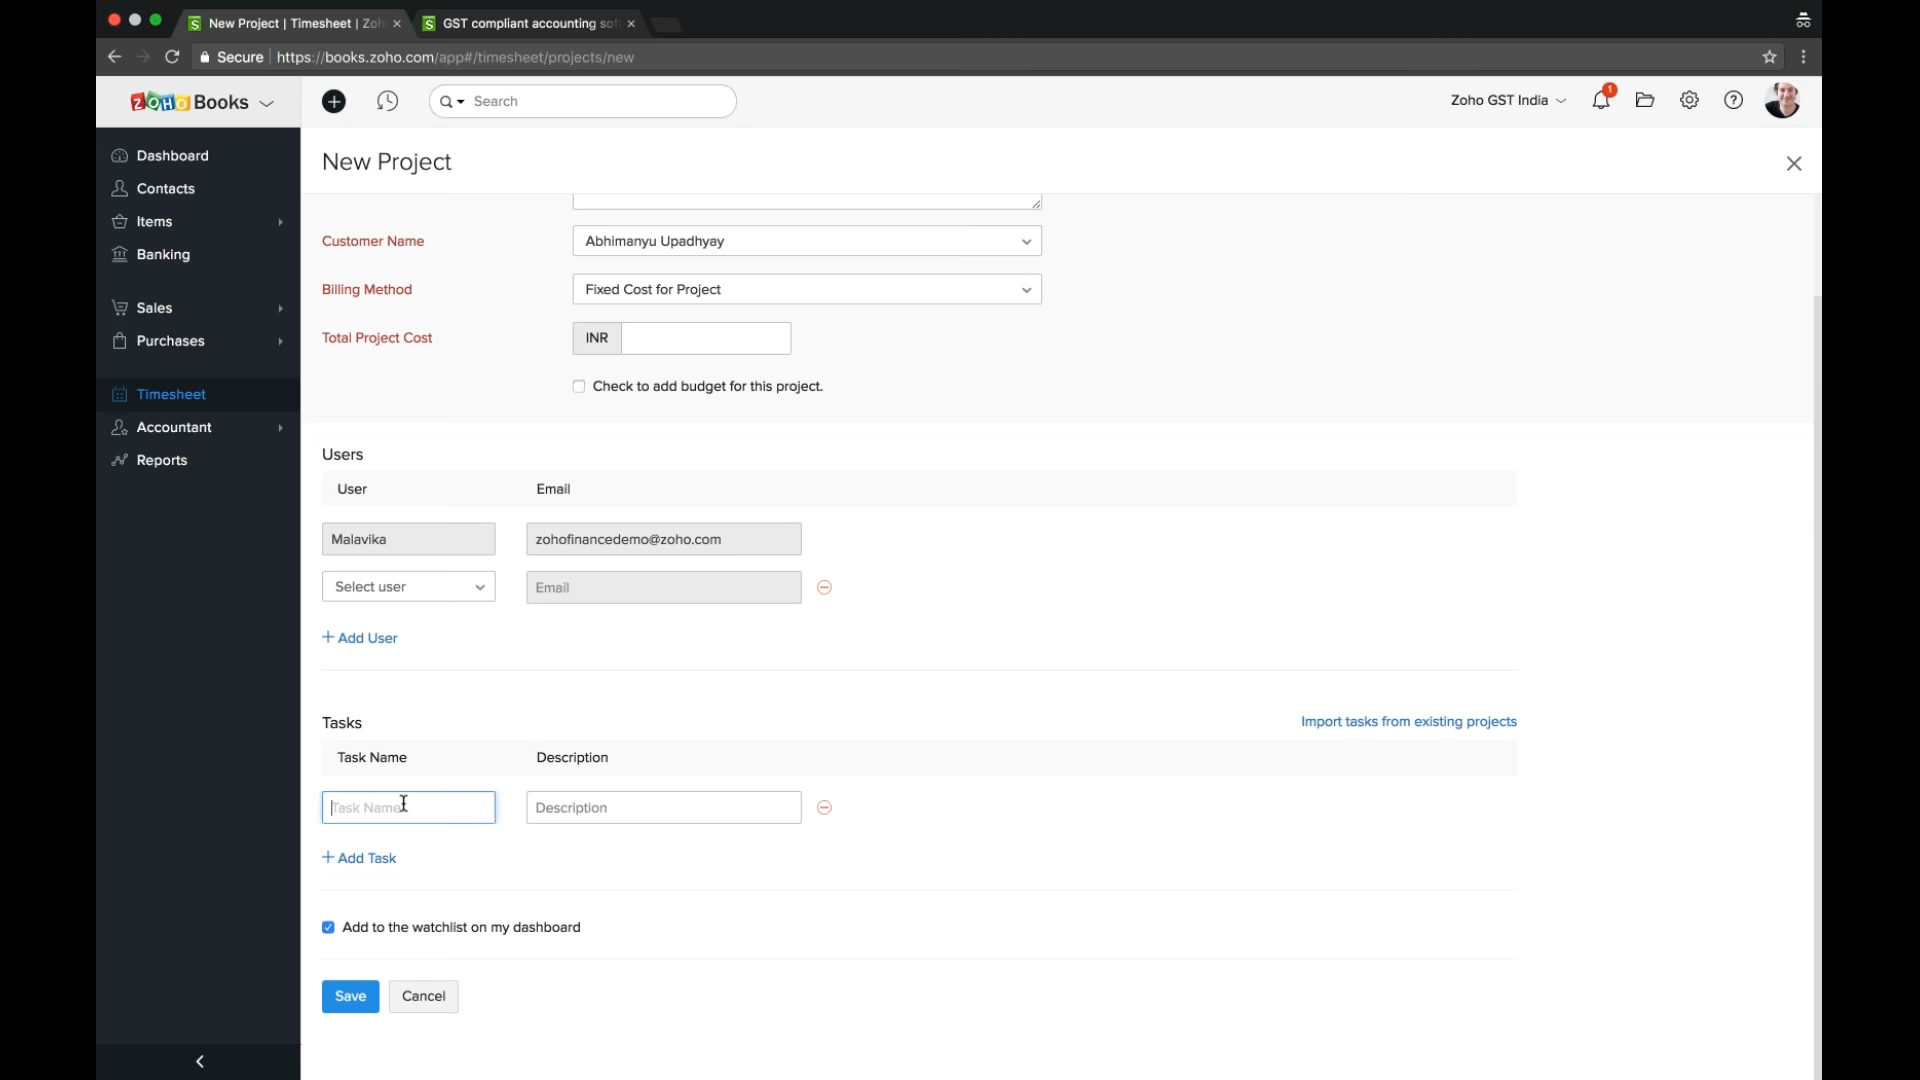 New Project | Timesheet | Zoh
GST compliant accounting sof
Secure
https://books.zoho.com/app#/timesheet/projects/new
ZOHO Books
Search
Zoho GST India
1
Dashboard
Contacts
Items
Banking
Sales
Purchases
Timesheet
Accountant
Reports
New Project
Customer Name
Abhimanyu Upadhyay
Billing Method
Fixed Cost for Project
Total Project Cost
INR
Check to add budget for this project.
Users
User Email
Malavika zohofinancedemo@zoho.com
Select user Email
+ Add User
Tasks
Import tasks from existing projects
Task Name Description
Task Name Description
+ Add Task
Add to the watchlist on my dashboard
Save Cancel